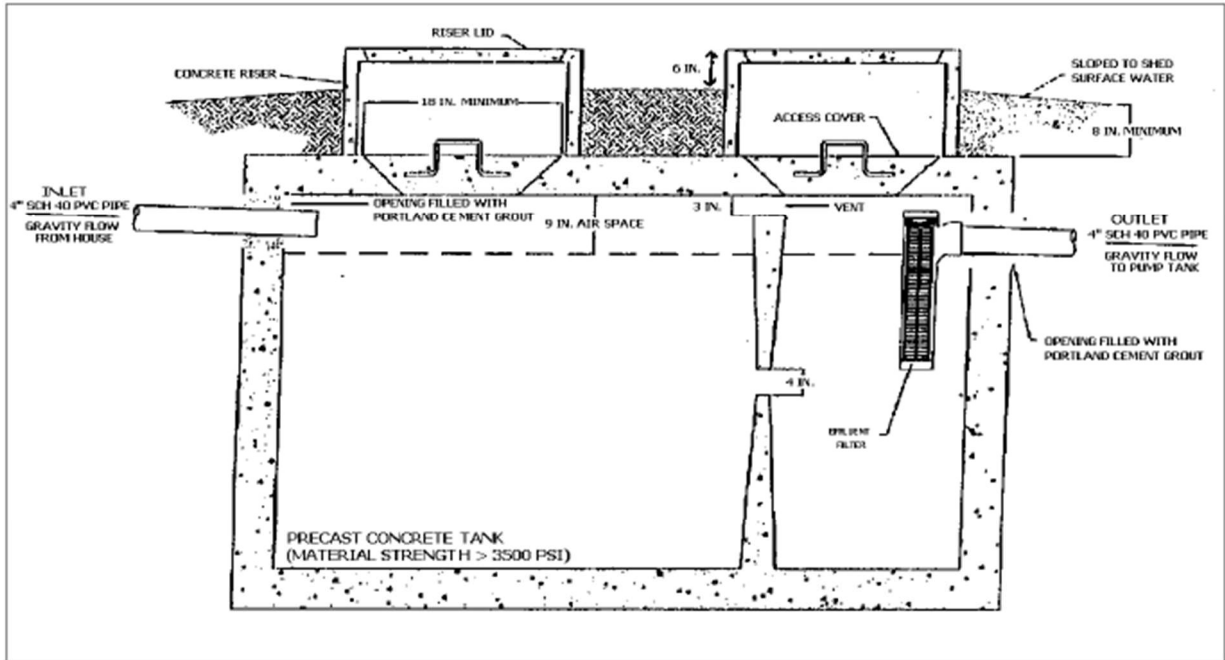 RISER LID
CONCRETE RISER
6 IN.
SLOPED TO SHED
SURFACE WATER
18 IN. MINIMUM
ACCESS COVER
8 IN. MINIMUM
INLET
4" SCH 40 PVC PIPE
GRAVITY FLOW
FROM HOUSE
OPENING FILLED WITH
PORTLAND CEMENT GROUT
9 IN. AIR SPACE
3 IN.
VENT
OUTLET
4" SCH 40 PVC PIPE
GRAVITY FLOW
TO PUMP TANK
OPENING FILLED WITH
PORTLAND CEMENT GROUT
4 IN.
EFFLUENT
FILTER
PRECAST CONCRETE TANK
(MATERIAL STRENGTH > 3500 PSI)